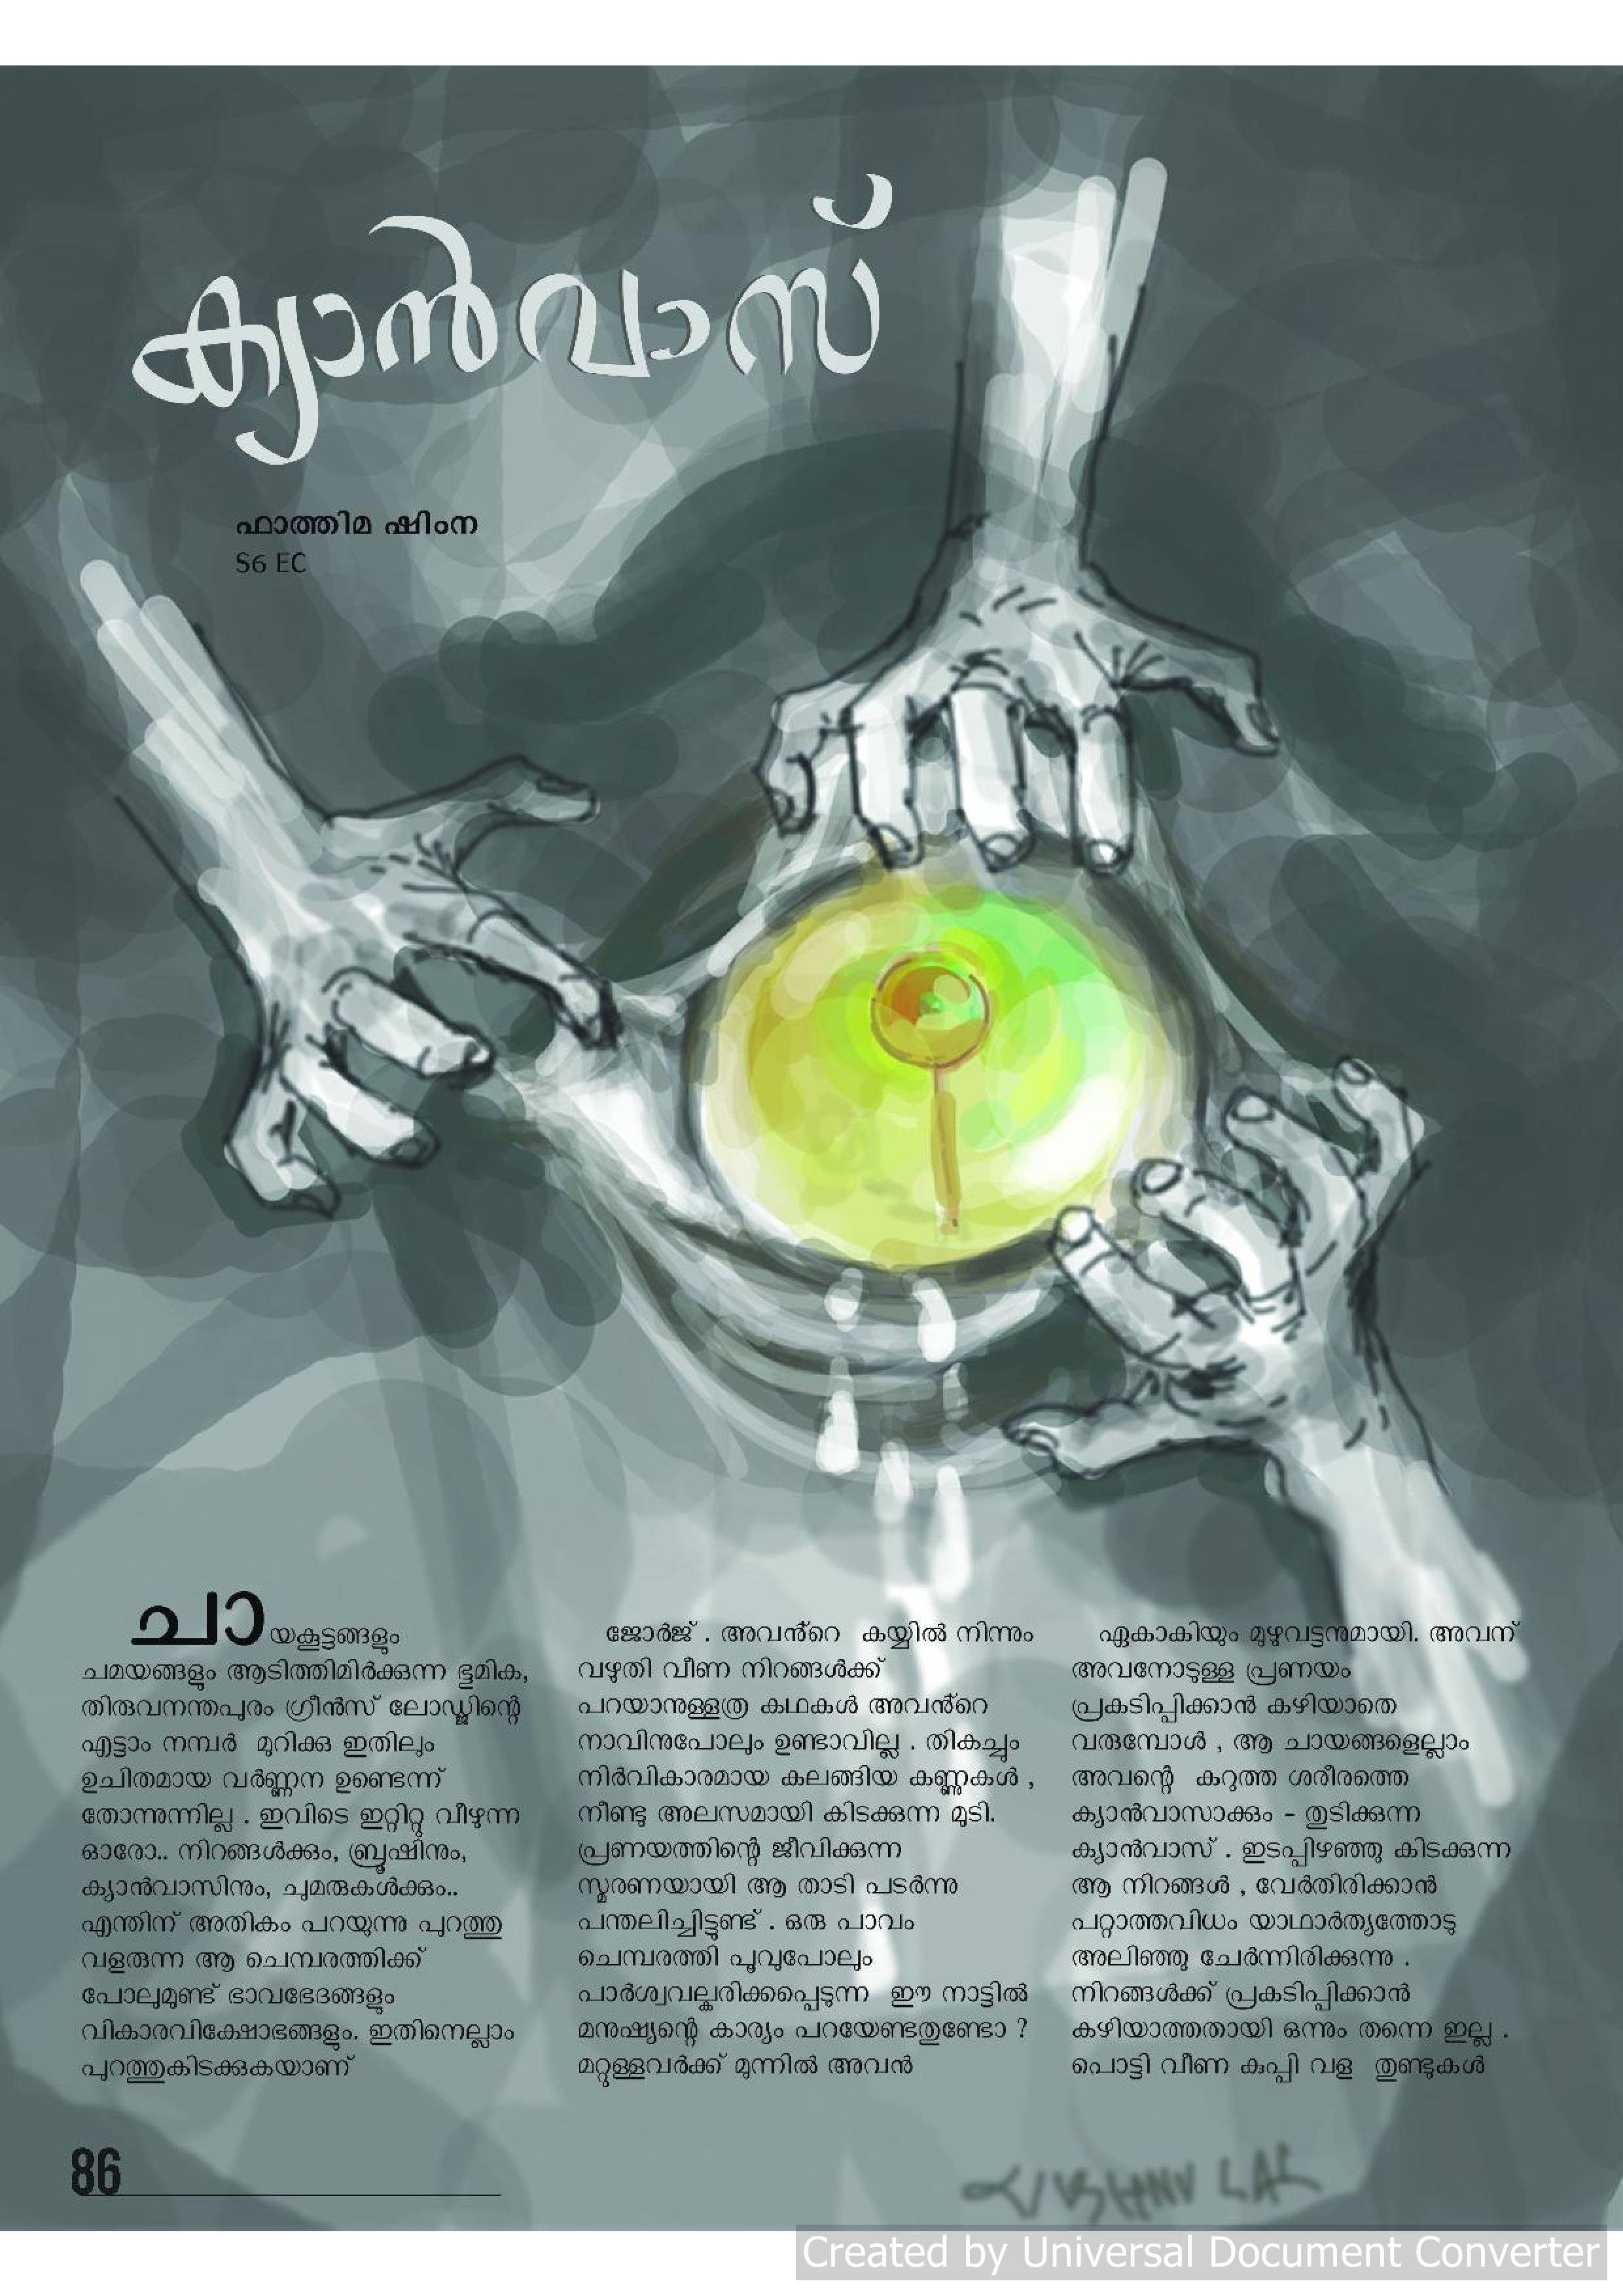 ക്യാൻവാസ്
ഫാത്തിമ ഷിംന
S6 EC
ചായകൂട്ടങ്ങളും
ചമയങ്ങളും ആടിത്തിമിർക്കുന്ന ഭൂമിക,
തിരുവനന്തപുരം ഗ്രീൻസ് ലോഡ്ജിന്റെ
എട്ടാം നമ്പർ മുറിക്കു ഇതിലും
ഉചിതമായ വർണ്ണന ഉണ്ടെന്ന്
തോന്നുന്നില്ല . ഇവിടെ ഇറ്റിറ്റു വീഴുന്ന
ഓരോ.. നിറങ്ങൾക്കും, ബ്രൂഷിനും,
ക്യാൻവാസിനും, ചുമരുകൾക്കും..
എന്തിന് അതികം പറയുന്നു പുറത്തു
വളരുന്ന ആ ചെമ്പരത്തിക്ക്
പോലുമുണ്ട് ഭാവഭേദങ്ങളും
വികാരവിക്ഷോഭങ്ങളും. ഇതിനെല്ലാം
പുറത്തുകിടക്കുകയാണ്
ജോർജ് . അവൻറെ കയ്യിൽ നിന്നും
വഴുതി വീണ നിറങ്ങൾക്ക്
പറയാനുള്ളത്ര കഥകൾ അവൻറെ
നാവിനുപോലും ഉണ്ടാവില്ല . തികച്ചും
നിർവികാരമായ കലങ്ങിയ കണ്ണുകൾ ,
നീണ്ടു അലസമായി കിടക്കുന്ന മുടി.
പ്രണയത്തിന്റെ ജീവിക്കുന്ന
സ്മരണയായി ആ താടി പടർന്നു
പന്തലിച്ചിട്ടുണ്ട് . ഒരു പാവം
ചെമ്പരത്തി പൂവുപോലും
പാർശ്വവല്കരിക്കപ്പെടുന്ന ഈ നാട്ടിൽ
മനുഷ്യന്റെ കാര്യം പറയേണ്ടതുണ്ടോ ?
മറ്റുള്ളവർക്ക് മുന്നിൽ അവൻ
ഏകാകിയും മുഴുവട്ടനുമായി. അവന്
അവനോടുള്ള പ്രണയം
പ്രകടിപ്പിക്കാൻ കഴിയാതെ
വരുമ്പോൾ , ആ ചായങ്ങളെല്ലാം
അവന്റെ കറുത്ത ശരീരത്തെ
ക്യാൻവാസാക്കും – തുടിക്കുന്ന
ക്യാൻവാസ് . ഇടപ്പിഴഞ്ഞു കിടക്കുന്ന
ആ നിറങ്ങൾ , വേർതിരിക്കാൻ
പറ്റാത്തവിധം യാഥാർത്യത്തോടു
അലിഞ്ഞു ചേർന്നിരിക്കുന്നു .
നിറങ്ങൾക്ക് പ്രകടിപ്പിക്കാൻ
കഴിയാത്തതായി ഒന്നും തന്നെ ഇല്ല .
പൊട്ടി വീണ കുപ്പി വള തുണ്ടുകൾ
86
VISHNU LAL
Created by Universal Document Converter